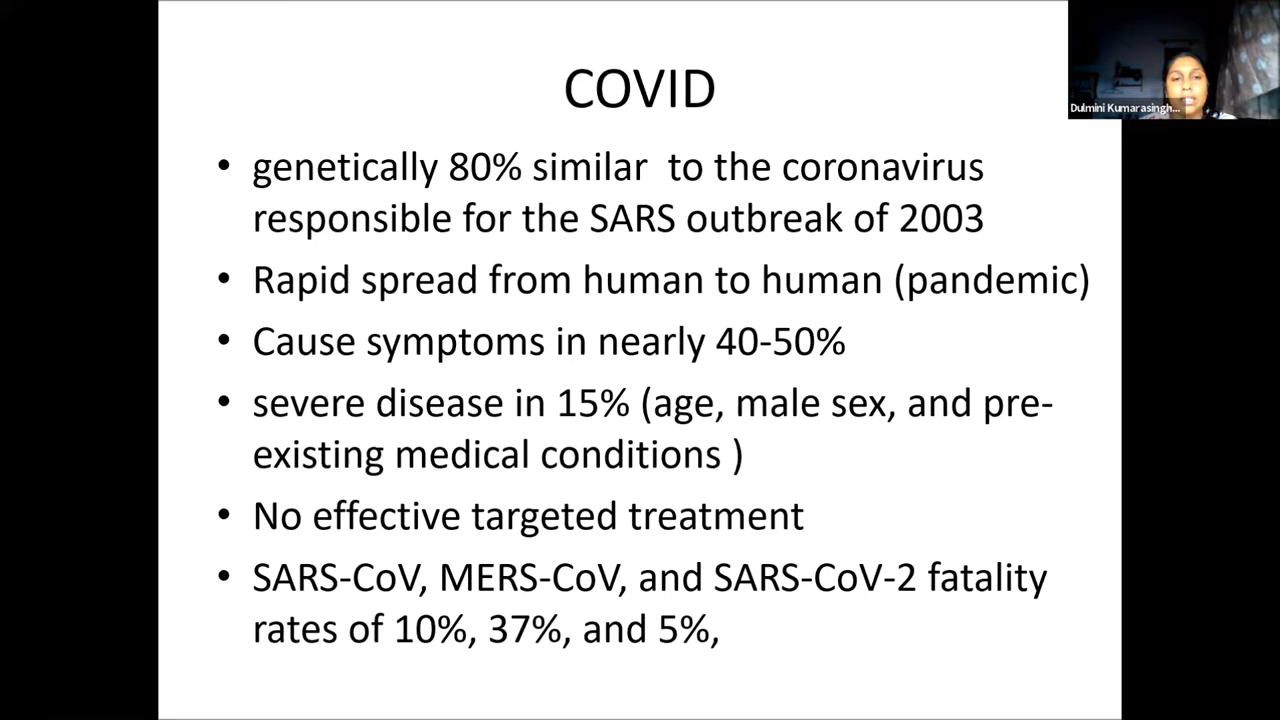 COVID
• genetically 80% similar  to the coronavirus
responsible for the SARS outbreak of 2003
• Rapid spread from human to human (pandemic)
• Cause symptoms in nearly 40-50%
• severe disease in 15% (age, male sex, and pre-
existing medical conditions )
• No effective targeted treatment
• SARS-CoV, MERS-CoV, and SARS-CoV-2 fatality
rates of 10%, 37%, and 5%,
Dulmini Kumarasingh...